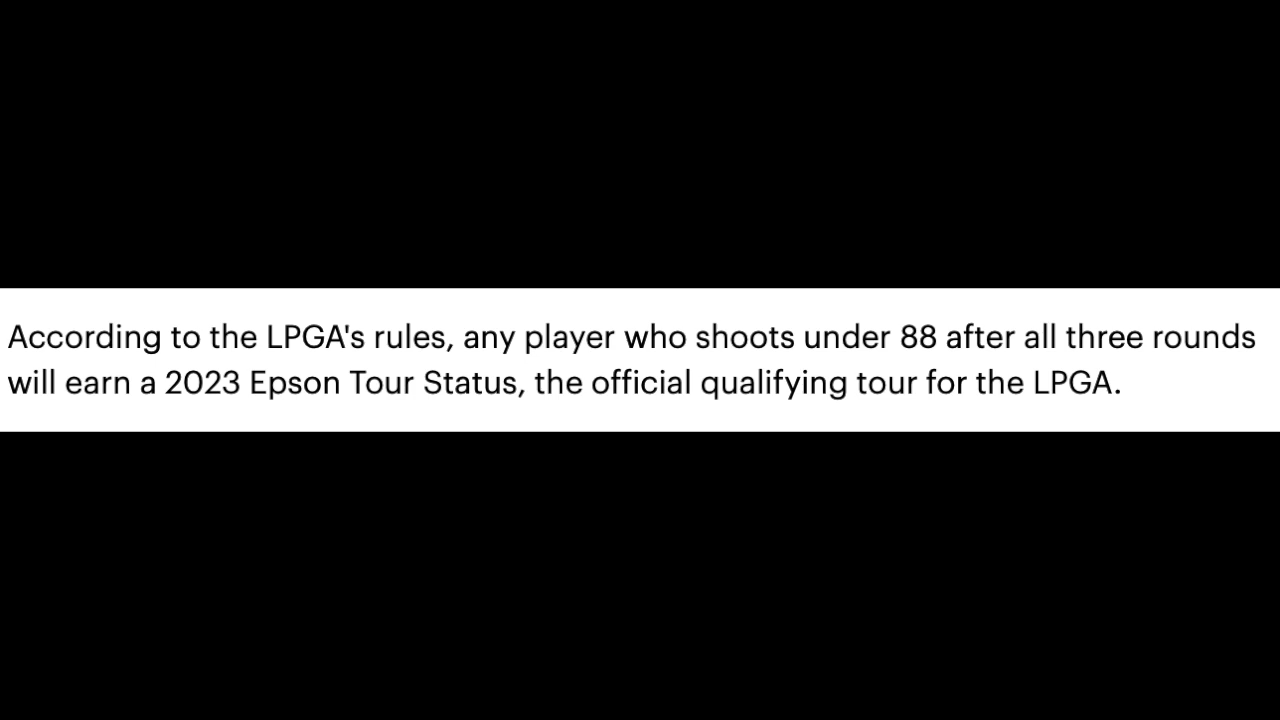 According to the LPGA's rules, any player who shoots under 88 after all three rounds
will earn a 2023 Epson Tour Status, the official qualifying tour for the LPGA.